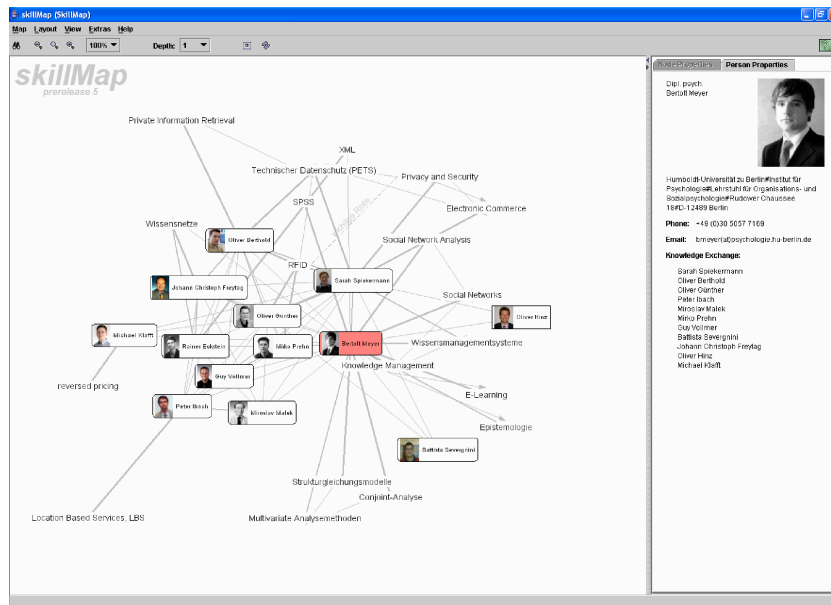 skillMap (SkillMap)
Map Layout View Extras Help
100% Depth: 1
skillMap
prerelease 5
Node Properties Person Properties
Dipl. psych.
Bertolt Meyer
Private Information Retrieval
XML
Technischer Datenschutz (PETS)
Privacy and Security
SPSS
Electronic Commerce
Wissensnetze
Oliver Berthold
Social Network Analysis
RFID
Sarah Spiekermann
Johann Christoph Freytag
Social Networks
Oliver Günther
Oliver Hinz
Michael Klafft
Rainer Eckstein
Mirko Prehn
Bertolt Meyer
Wissensmanagementsysteme
Knowledge Management
Guy Vollmer
reversed pricing
E-Learning
Peter Ibach
Miroslav Malek
Epistemologie
Battista Severgnini
Strukturgleichungsmodelle
Conjoint-Analyse
Location Based Services, LBS
Multivariate Analysemethoden
Humboldt-Universität zu Berlin#Institut für
Psychologie#Lehrstuhl für Organisations- und
Sozialpsychologie#Rudower Chaussee
18#D-12489 Berlin
Phone: +49 (0)30 5057 7169
Email: bmeyer(at)psychologie.hu-berlin.de
Knowledge Exchange:
Sarah Spiekermann
Oliver Berthold
Oliver Günther
Peter Ibach
Miroslav Malek
Mirko Prehn
Guy Vollmer
Battista Severgnini
Johann Christoph Freytag
Oliver Hinz
Michael Klafft